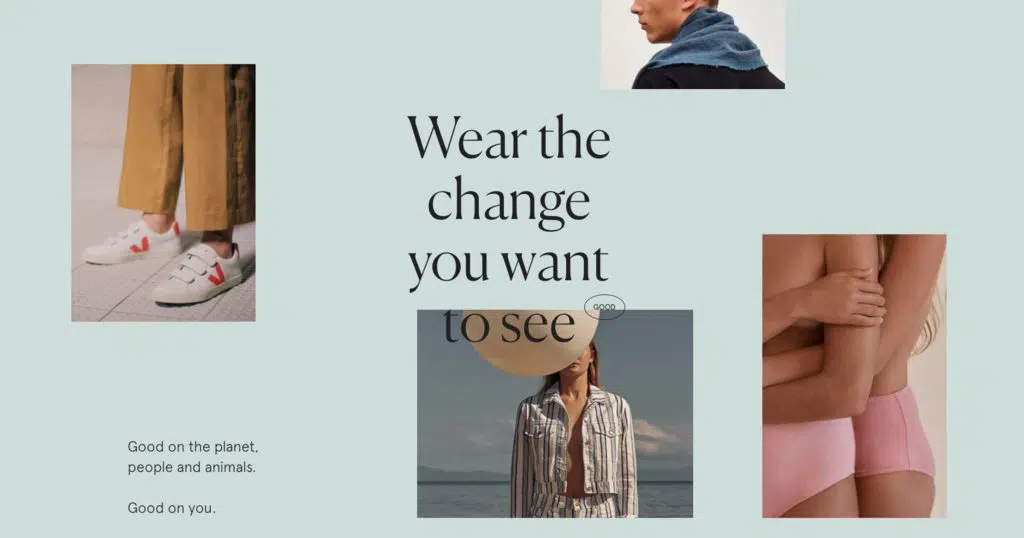 Wear the
change
you want
to see
GOOD
Good on the planet,
people and animals.
Good on you.